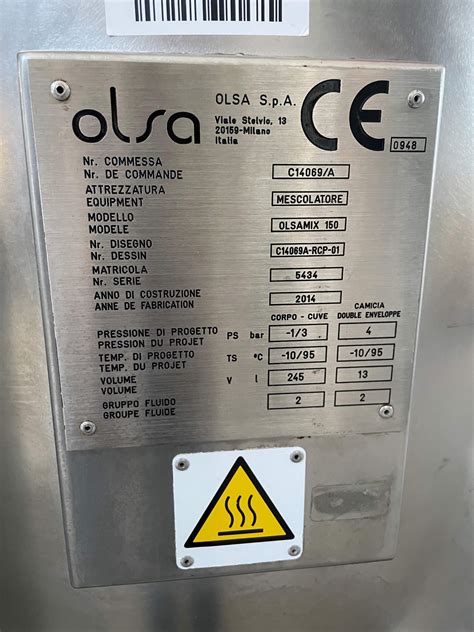 olsa
OLSA S.p.A.
Viale Stelvio, 13
20159-Milano
Italia
CE
0948
Nr. COMMESSA
Nr. DE COMMANDE
C14069/A
ATTREZZATURA
EQUIPMENT
MESCOLATORE
MODELLO
MODELE
OLSAMIX 150
Nr. DISEGNO
Nr. DESSIN
C14069A-RCP-01
MATRICOLA
Nr. SERIE
5434
ANNO DI COSTRUZIONE
ANNE DE FABRICATION
2014
CORPO - CUVE
CAMICIA
DOUBLE ENVELOPPE
PRESSIONE DI PROGETTO
PRESSION DU PROJET
PS bar -1/3 4
TEMP. DI PROGETTO
TEMP. DU PROJET
TS °C -10/95 -10/95
VOLUME
VOLUME
V l 245 13
GRUPPO FLUIDO
GROUPE FLUIDE
2 2